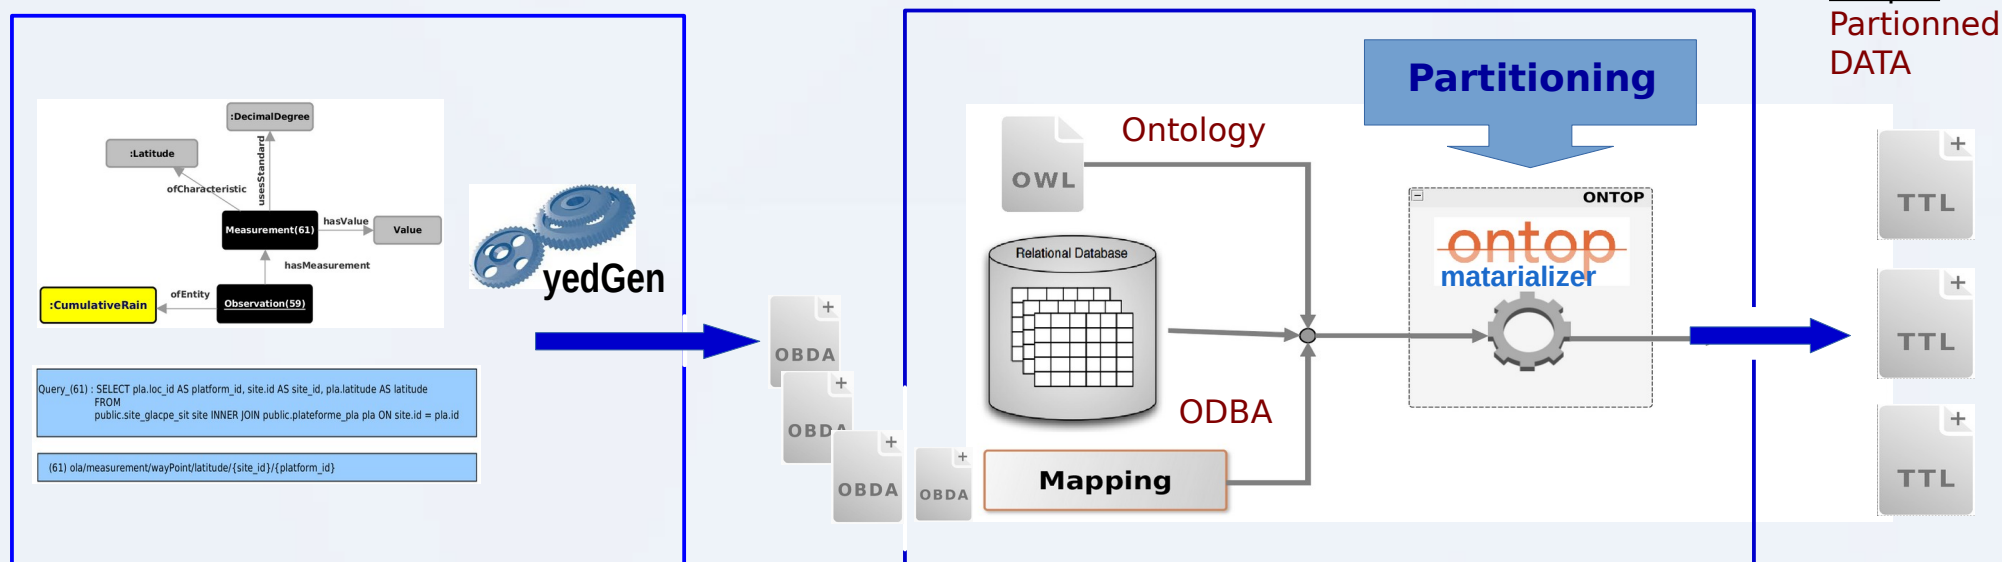 :DecimalDegree
:Latitude
usesStandard
ofCharacteristic
Measurement(61)
hasValue
Value
hasMeasurement
:CumulativeRain
ofEntity
Observation(59)
yedGen
Query_(61) : SELECT pla.loc_id AS platform_id, site.id AS site_id, pla.latitude AS latitude
FROM
public.site_glacpe_sit site INNER JOIN public.plateforme_pla pla ON site.id = pla.id
(61) ola/measurement/wayPoint/latitude/{site_id}/{platform_id}
OBDA
OBDA
OBDA
OBDA
Partitioning
Ontology
OWL
Relational Database
ODBA
Mapping
ONTOP
ontop
matarializer
Partionned
DATA
TTL
TTL
TTL